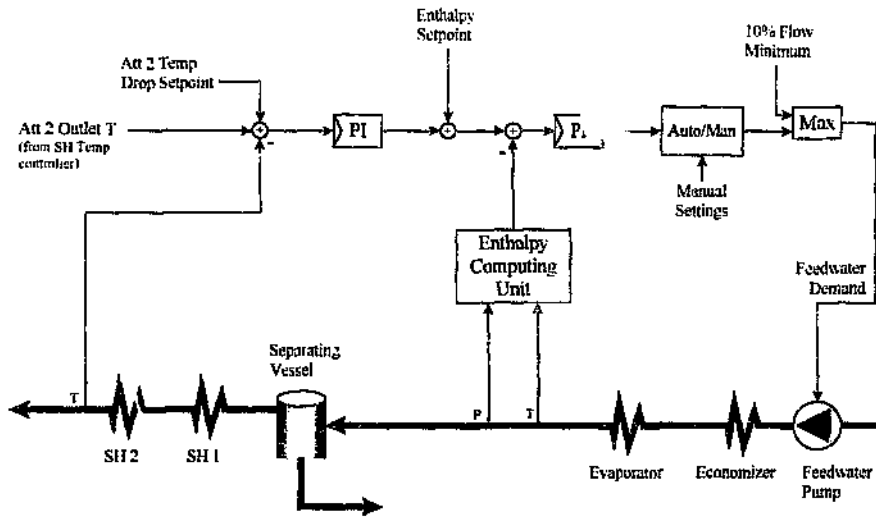 Enthalpy
Setpoint
10% Flow
Minimum
Att 2 Temp
Drop Setpoint
Att 2 Outlet T
(from SH Temp
controller)
PI
Auto/Man
Max
Manual
Settings
Enthalpy
Computing
Unit
Feedwater
Demand
Separating
Vessel
T
P
T
SH 2
SH 1
Evaporator
Economizer
Feedwater
Pump